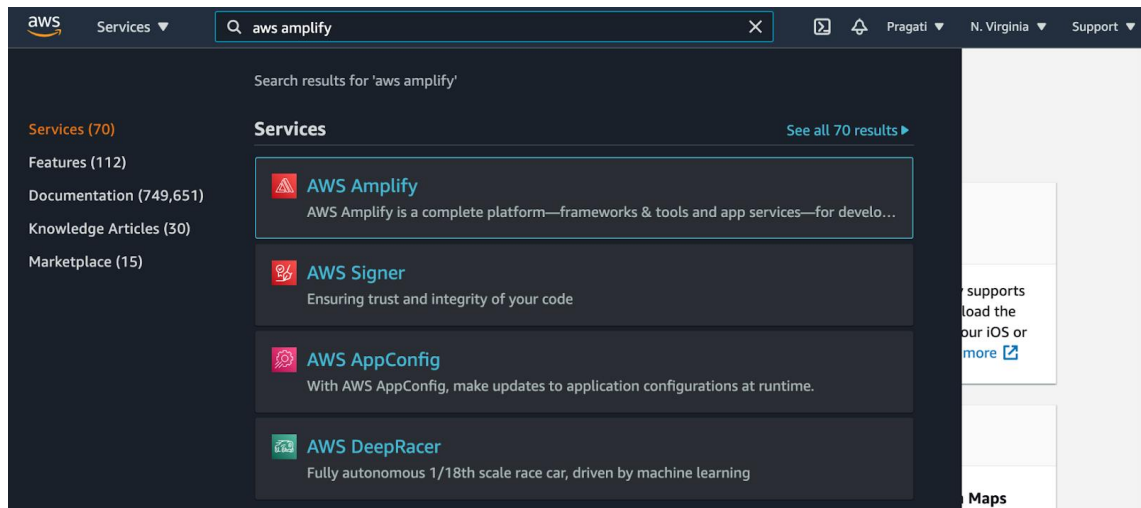 aws Services ▼ aws amplify Pragati ▼ N. Virginia ▼ Support ▼
Search results for 'aws amplify'
Services (70)
Features (112)
Documentation (749,651)
Knowledge Articles (30)
Marketplace (15)
Services See all 70 results ▶
AWS Amplify
AWS Amplify is a complete platform—frameworks & tools and app services—for develo...
AWS Signer
Ensuring trust and integrity of your code
AWS AppConfig
With AWS AppConfig, make updates to application configurations at runtime.
AWS DeepRacer
Fully autonomous 1/18th scale race car, driven by machine learning
supports
load the
our iOS or
more
Maps